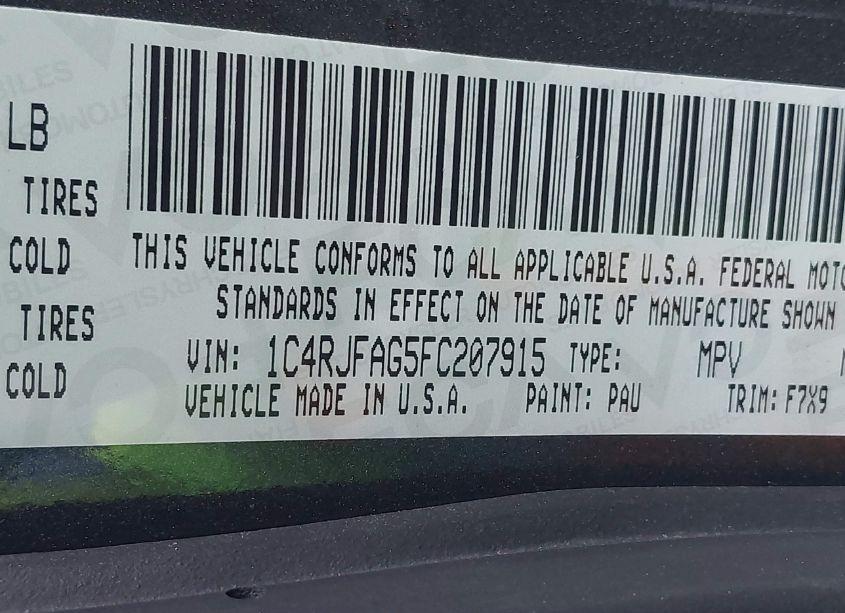 LB
TIRES
COLD
THIS VEHICLE CONFORMS TO ALL APPLICABLE U.S.A. FEDERAL MOTO
STANDARDS IN EFFECT ON THE DATE OF MANUFACTURE SHOWN
TIRES
VIN: 1C4RJFAG5FC207915 TYPE: MPV
COLD
VEHICLE MADE IN U.S.A. PAINT: PAU TRIM: F7X9